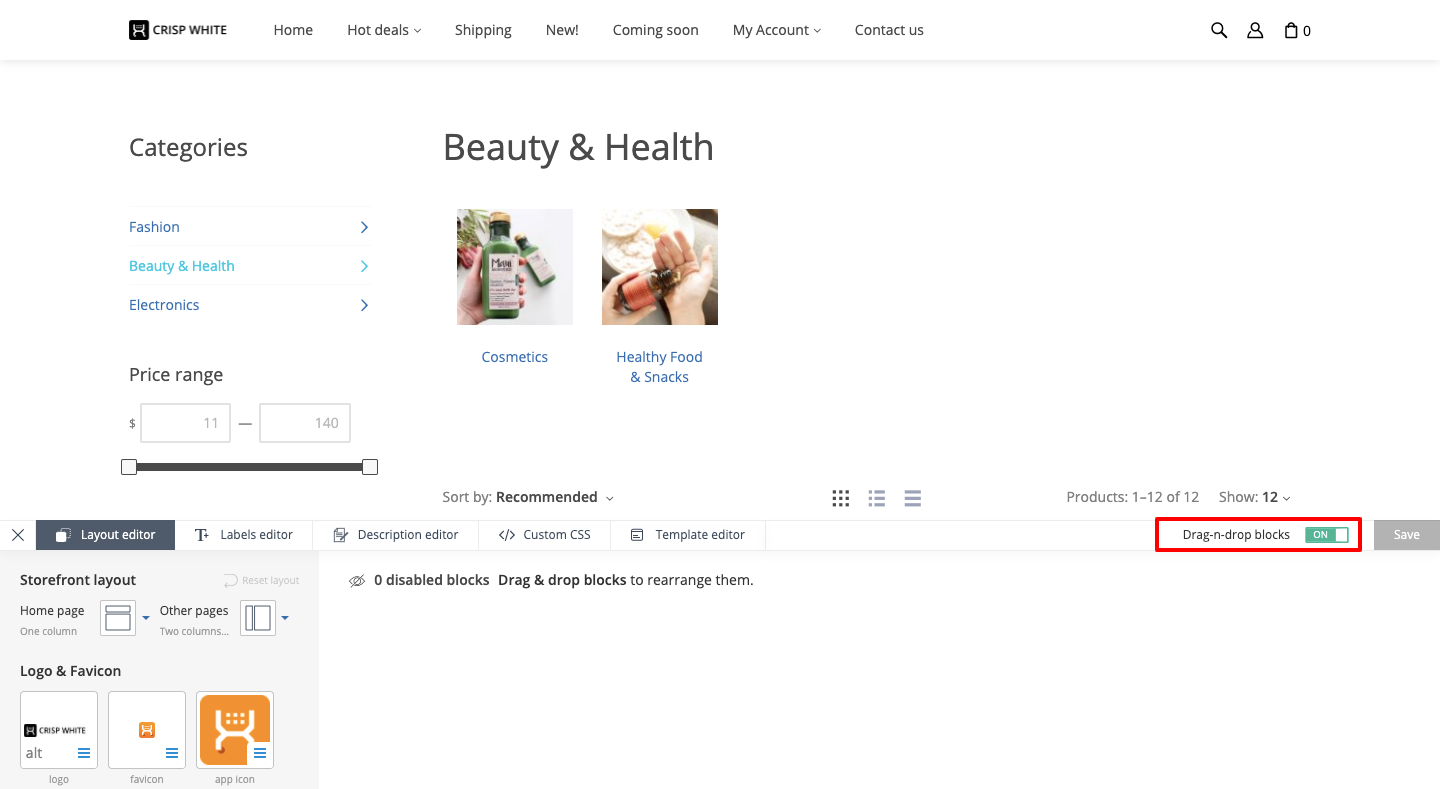 CRISP WHITE Home Hot deals Shipping New! Coming soon My Account Contact us 0
Categories
Beauty & Health
Fashion
Beauty & Health
Electronics
Cosmetics
Healthy Food
& Snacks
Price range
$ 11 — 140
Sort by: Recommended Products: 1–12 of 12 Show: 12
Layout editor Labels editor Description editor Custom CSS Template editor Drag-n-drop blocks ON Save
Storefront layout Reset layout
Home page Other pages
One column Two columns...
0 disabled blocks Drag & drop blocks to rearrange them.
Logo & Favicon
CRISP WHITE
alt
logo favicon app icon